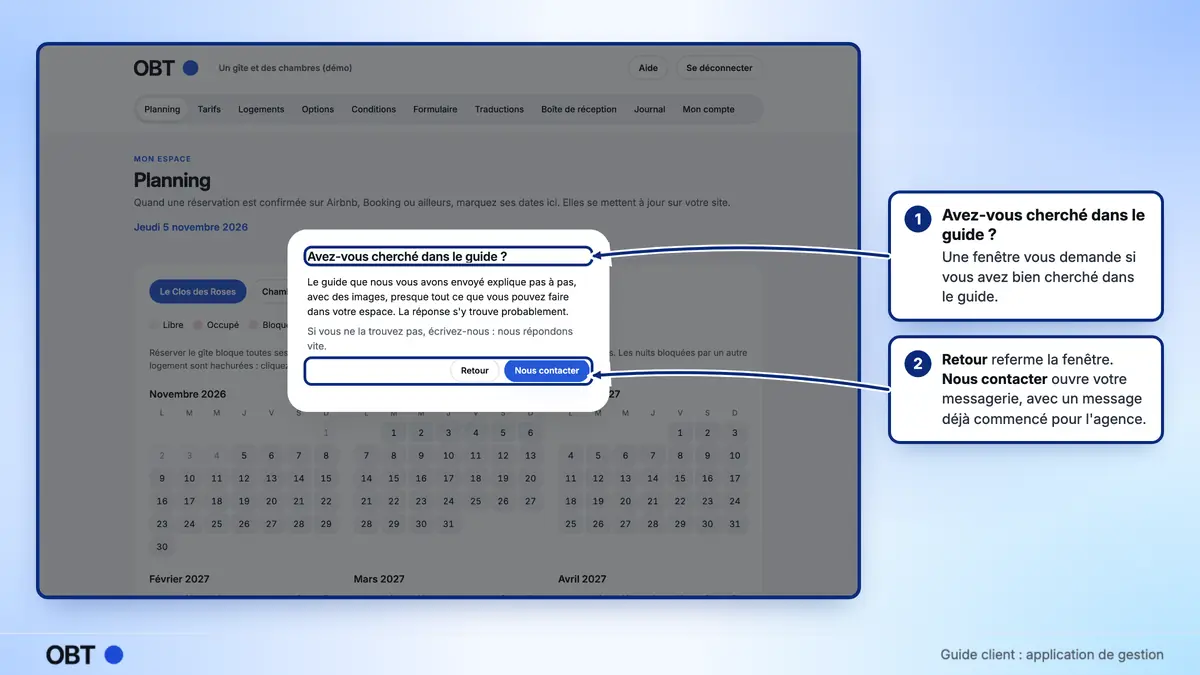 OBT
Un gîte et des chambres (démo)
Aide
Se déconnecter
Planning
Tarifs
Logements
Options
Conditions
Formulaire
Traductions
Boîte de réception
Journal
Mon compte
MON ESPACE
Planning
Quand une réservation est confirmée sur Airbnb, Booking ou ailleurs, marquez ses dates ici. Elles se mettent à jour sur votre site.
Jeudi 5 novembre 2026
Le Clos des Roses
Libre
Occupé
Réserver le gîte bloque toutes
Les nuits bloquées par un autre
logement sont hachurées :
Avez-vous cherché dans le guide ?
Le guide que nous vous avons envoyé explique pas à pas,
avec des images, presque tout ce que vous pouvez faire
dans votre espace. La réponse s'y trouve probablement.
Si vous ne la trouvez pas, écrivez-nous : nous répondons
vite.
Retour
Nous contacter
Novembre 2026
27
L M M J V S D
L M M J V S D
L M M J V S D
1
1 2 3 4 5 6
1 2 3
2 3 4 5 6 7 8
7 8 9 10 11 12 13
4 5 6 7 8 9 10
9 10 11 12 13 14 15
14 15 16 17 18 19 20
11 12 13 14 15 16 17
16 17 18 19 20 21 22
21 22 23 24 25 26 27
18 19 20 21 22 23 24
23 24 25 26 27 28 29
28 29 30 31
25 26 27 28 29 30 31
30
Février 2027
Mars 2027
Avril 2027
1
Avez-vous cherché dans le
guide ?
Une fenêtre vous demande si
vous avez bien cherché dans
le guide.
2
Retour referme la fenêtre.
Nous contacter ouvre votre
messagerie, avec un message
déjà commencé pour l'agence.
OBT
Guide client : application de gestion